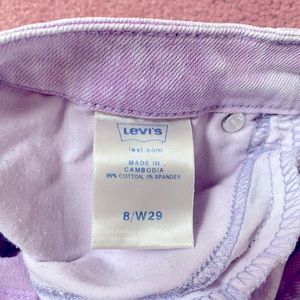 LEVI'S
levi.com
MADE IN
CAMBODIA
99% COTTON, 1% SPANDEX
8/W29